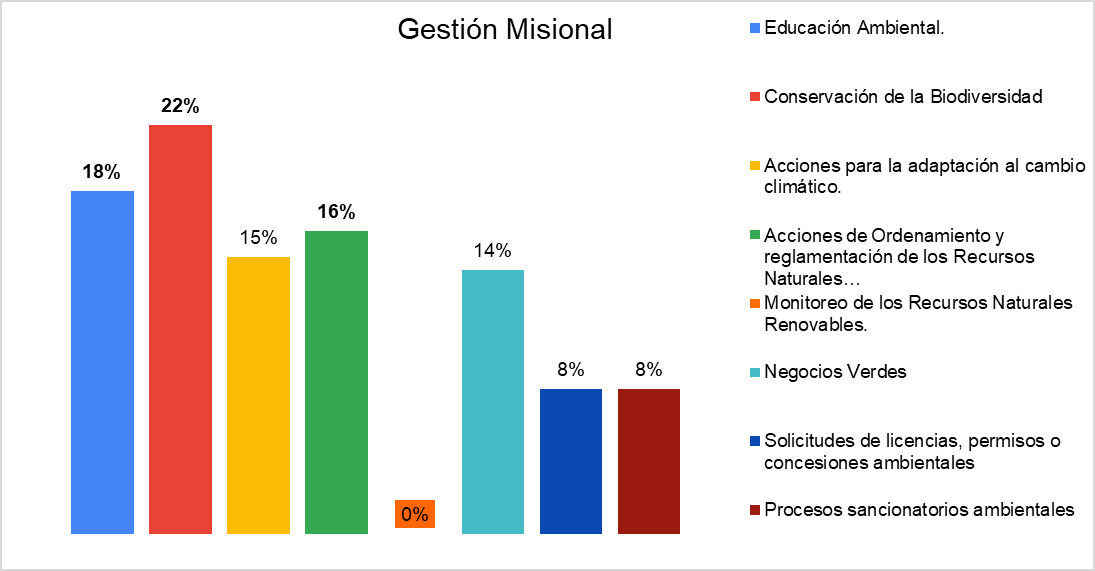 Gestión Misional
18%
22%
15%
16%
0%
14%
8%
8%
Educación Ambiental.
Conservación de la Biodiversidad
Acciones para la adaptación al cambio
climático.
Acciones de Ordenamiento y
reglamentación de los Recursos
Naturales…
Monitoreo de los Recursos Naturales
Renovables.
Negocios Verdes
Solicitudes de licencias, permisos o
concesiones ambientales
Procesos sancionatorios ambientales